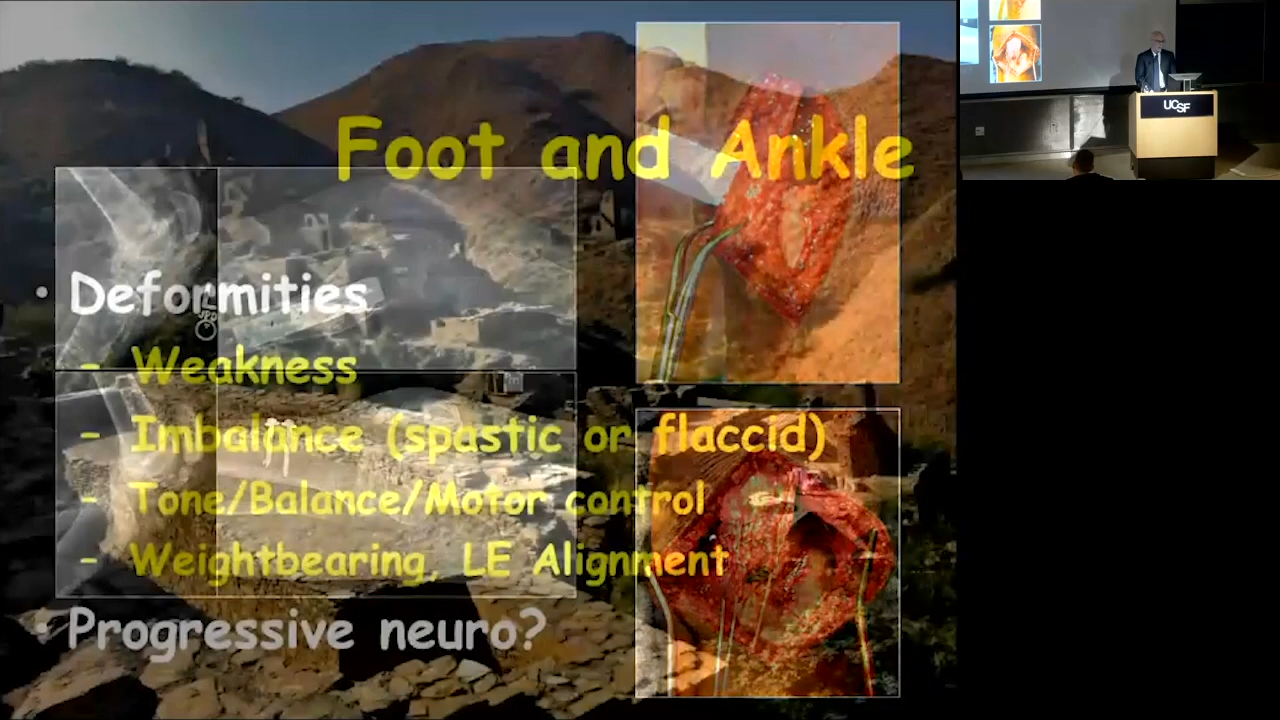 Foot and Ankle
• Deformities
- Weakness
- Imbalance (spastic or flaccid)
- Tone/Balance/Motor control
- Weightbearing, LE Alignment
• Progressive neuro?
UCSF